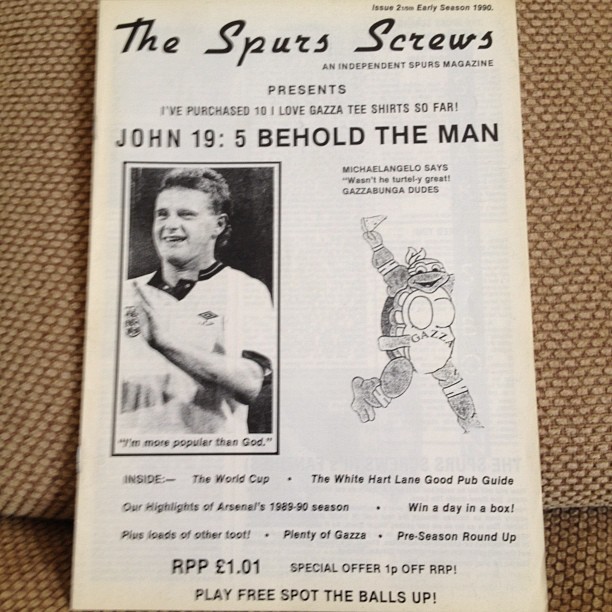 Issue 21ish Early Season 1990.
The Spurs Screws
AN INDEPENDENT SPURS MAGAZINE
PRESENTS
I'VE PURCHASED 10 I LOVE GAZZA TEE SHIRTS SO FAR!
JOHN 19: 5 BEHOLD THE MAN
MICHAELANGELO SAYS
"Wasn't he turtel-y great!
GAZZABUNGA DUDES
GAZZA
"I'm more popular than God."
INSIDE:— The World Cup • The White Hart Lane Good Pub Guide
Our Highlights of Arsenal's 1989-90 season • Win a day in a box!
Plus loads of other toot! • Plenty of Gazza • Pre-Season Round Up
RPP £1.01 SPECIAL OFFER 1p OFF RRP!
PLAY FREE SPOT THE BALLS UP!